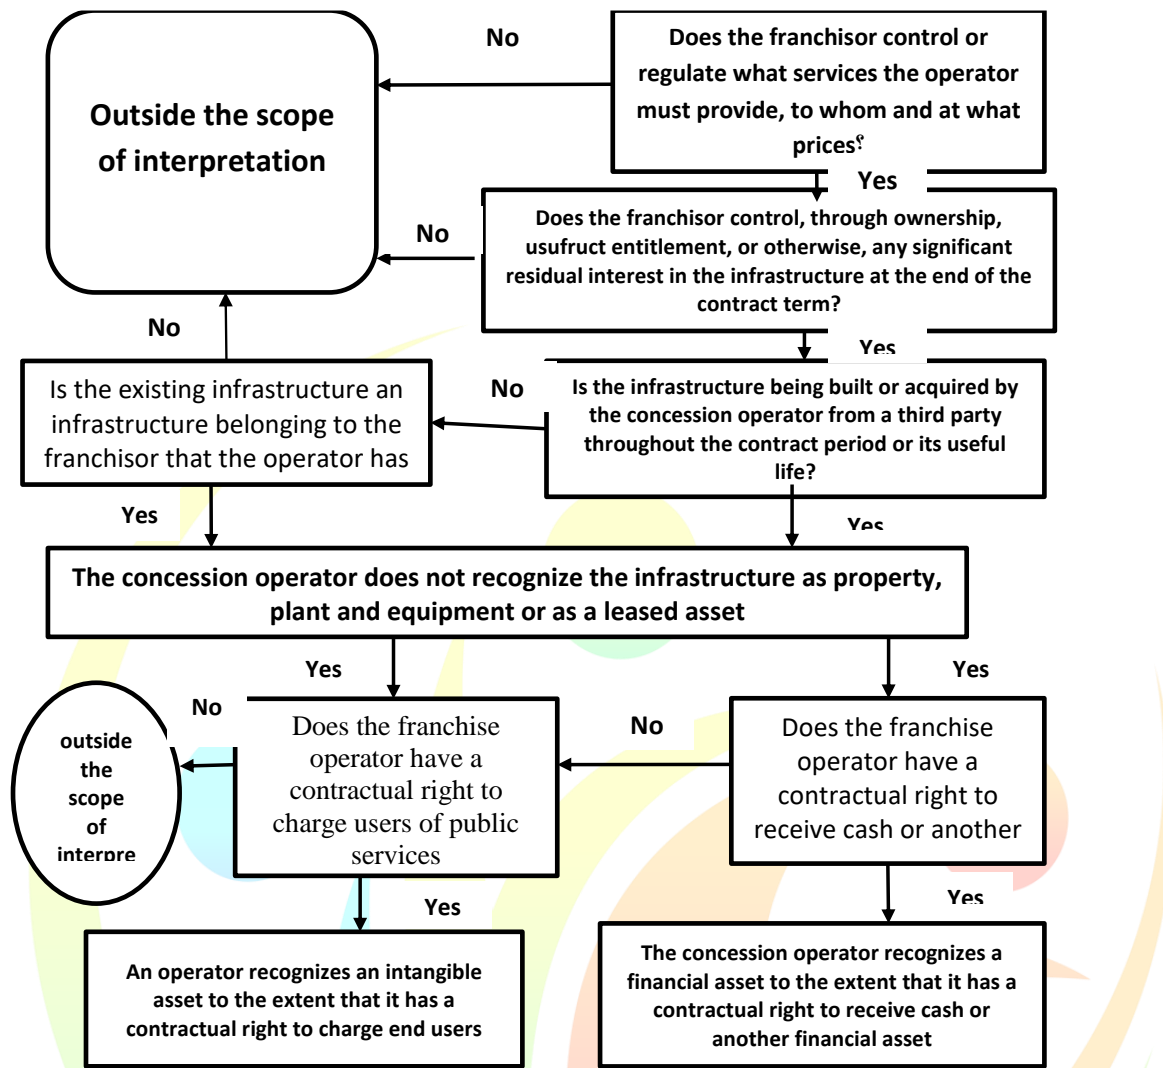 No
Does the franchisor control or
regulate what services the operator
must provide, to whom and at what
prices؟
Outside the scope
of interpretation
Yes
No
Does the franchisor control, through ownership,
usufruct entitlement, or otherwise, any significant
residual interest in the infrastructure at the end of the
contract term?
No
Yes
Is the existing infrastructure an
infrastructure belonging to the
franchisor that the operator has
No
Is the infrastructure being built or acquired by
the concession operator from a third party
throughout the contract period or its useful
life?
Yes
Yes
The concession operator does not recognize the infrastructure as property,
plant and equipment or as a leased asset
Yes
Yes
No
No
outside
the
scope
of
interpre
Does the franchise
operator have a
contractual right to
charge users of public
services
Does the franchise
operator have a
contractual right to
receive cash or another
Yes
Yes
An operator recognizes an intangible
asset to the extent that it has a
contractual right to charge end users
The concession operator recognizes a
financial asset to the extent that it has a
contractual right to receive cash or
another financial asset